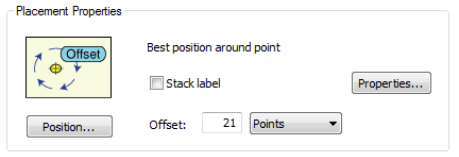 Placement Properties
Offset
Best position around point
Stack label
Properties...
Position...
Offset: 21 Points